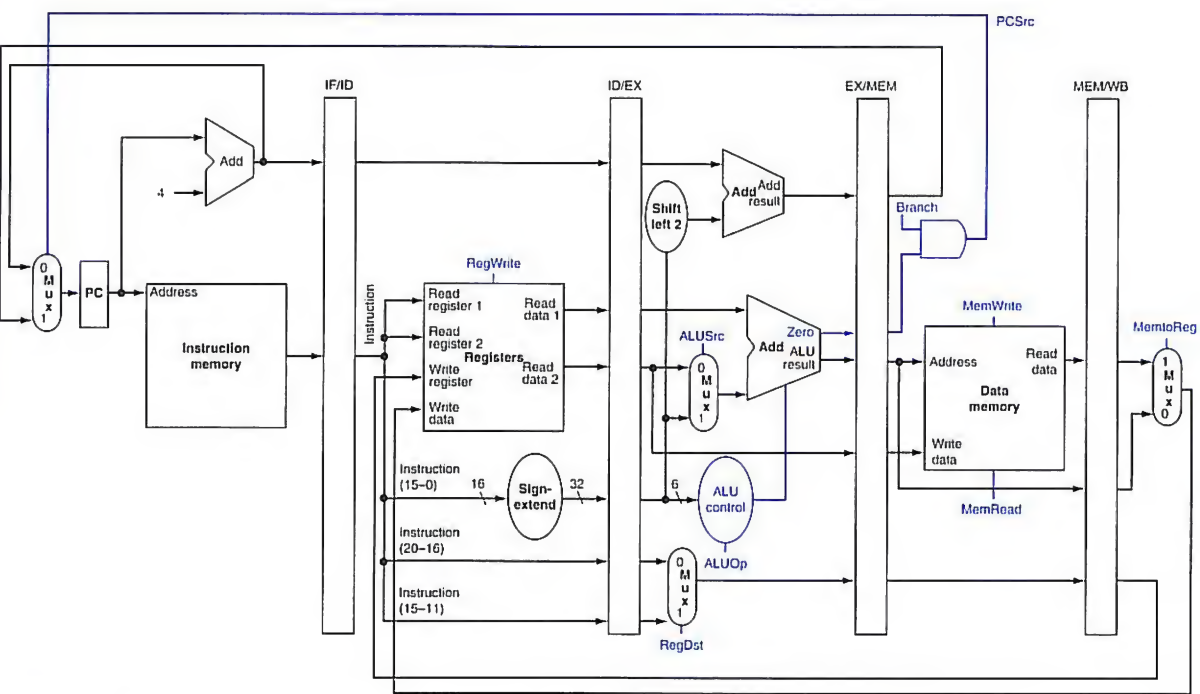 PCSrc
IF/ID
ID/EX
EX/MEM
MEM/WB
Add
4
Shift
left 2
Add
Add
result
Branch
0
M
u
x
1
PC
Address
Instruction
memory
Instruction
RegWrite
Read
register 1
Read
register 2
Write
register
Write
data
Registers
Read
data 1
Read
data 2
ALUSrc
0
M
u
x
1
Add
Zero
ALU
result
MemWrite
Address
Read
data
Data
memory
Write
data
MemRead
MemtoReg
1
M
u
x
0
Instruction
(15–0)
16
Sign-
extend
32
6
ALU
control
ALUOp
Instruction
(20–16)
Instruction
(15–11)
0
M
u
x
1
RegDst